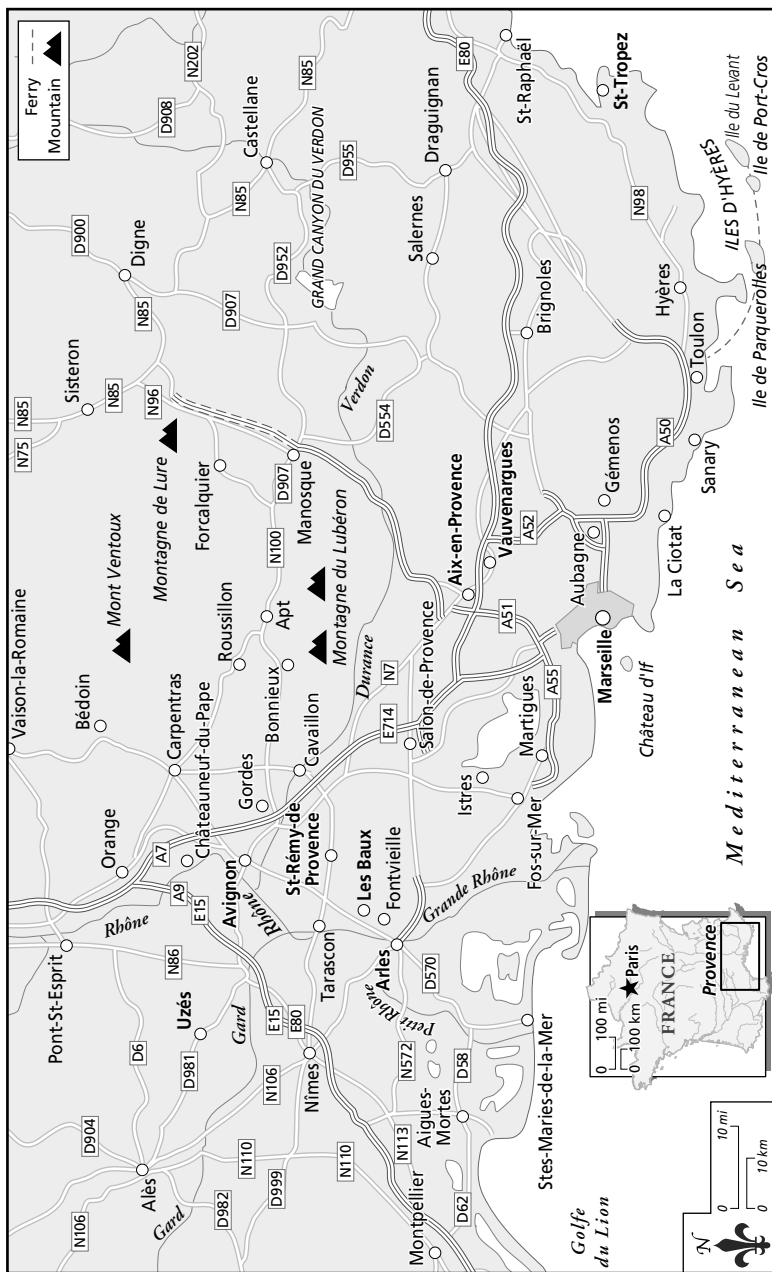 Ferry
Mountain
N202
D908
N85
Castellane
N85
D955
GRAND CANYON DU VERDON
D952
D900
Digne
N85
D907
Sisteron
N85
N75
N85
N96
Montagne de Lure
Forcalquier
D907
Manosque
Verdon
D554
Mont Ventoux
N100
Montagne du Lubéron
Vaison-la-Romaine
Bédoin
Roussillon
Apt
Bonnieux
Carpentras
Châteauneuf-du-Pape
Gordes
Cavaillon
Durance
Orange
A7
A9
E15
Avignon
St-Rémy-de
Provence
Rhône
Rhône
Pont-St-Esprit
N86
Uzés
Gard
E15
E80
Tarascon
Les Baux
Fontvieille
Arles
Grande Rhône
Petit Rhône
D570
D6
D981
D904
N106
Alès
N106
Nîmes
N572
D58
Gard
D982
N110
D999
N110
N113
Aigues-
Mortes
Montpellier
D62
Stes-Maries-de-la-Mer
Golfe
du Lion
E80
St-Raphaël
St-Tropez
Draguignan
Salernes
Brignoles
N98
Hyères
Toulon
ILES D'HYÈRES
Ile du Levant
Ile de Port-Cros
Ile de Parquerolles
A50
Sanary
Gémenos
La Ciotat
Aubagne
A52
Vauvenargues
Aix-en-Provence
A51
Marseille
Château d'If
A55
N7
E714
Salon-de-Provence
Martigues
Istres
Fos-sur-Mer
Mediterranean Sea
0 100 mi
0 100 km
Paris
FRANCE
Provence
N
0 10 mi
0 10 km